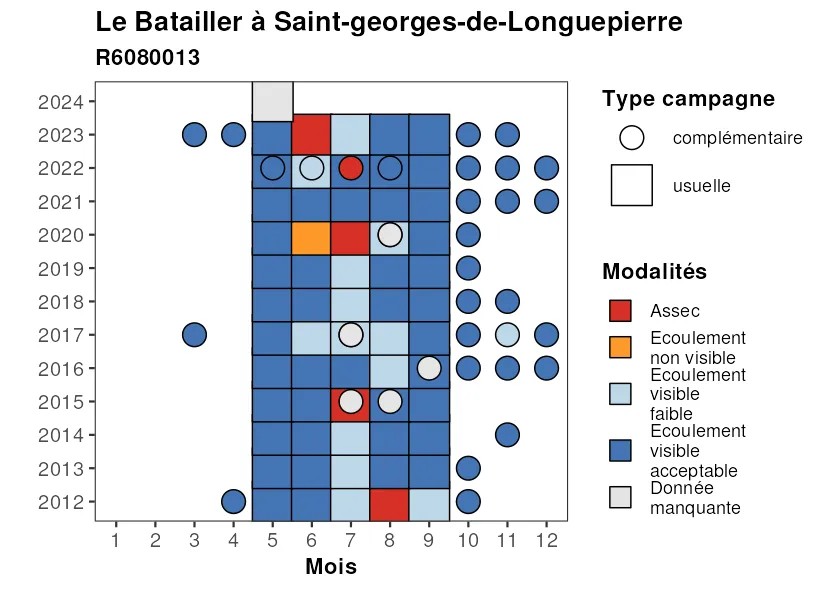 Le Batailler à Saint-georges-de-Longuepierre
R6080013
2024
2023
2022
2021
2020
2019
2018
2017
2016
2015
2014
2013
2012
1 2 3 4 5 6 7 8 9 10 11 12
Mois
Type campagne
complémentaire
usuelle
Modalités
Assec
Ecoulement
non visible
Ecoulement
visible
faible
Ecoulement
visible
acceptable
Donnée
manquante